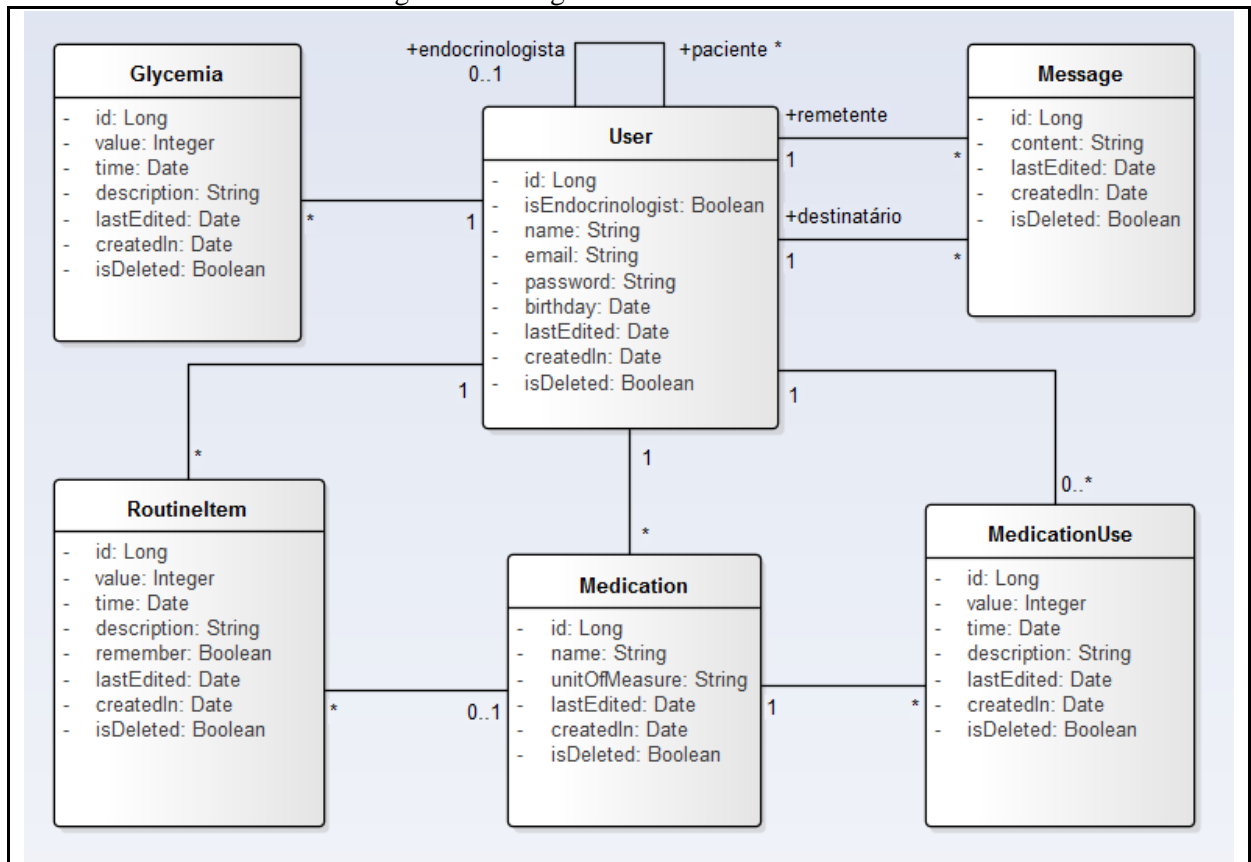 Glycemia
- id: Long
- value: Integer
- time: Date
- description: String
- lastEdited: Date
- createdIn: Date
- isDeleted: Boolean
+endocrinologista
0..1
+paciente *
User
- id: Long
- isEndocrinologist: Boolean
- name: String
- email: String
- password: String
- birthday: Date
- lastEdited: Date
- createdIn: Date
- isDeleted: Boolean
+remetente
1
*
+destinatário
1
*
Message
- id: Long
- content: String
- lastEdited: Date
- createdIn: Date
- isDeleted: Boolean
*
1
1
*
1
*
1
0..*
RoutineItem
- id: Long
- value: Integer
- time: Date
- description: String
- remember: Boolean
- lastEdited: Date
- createdIn: Date
- isDeleted: Boolean
*
0..1
Medication
- id: Long
- name: String
- unitOfMeasure: String
- lastEdited: Date
- createdIn: Date
- isDeleted: Boolean
1
*
MedicationUse
- id: Long
- value: Integer
- time: Date
- description: String
- lastEdited: Date
- createdIn: Date
- isDeleted: Boolean